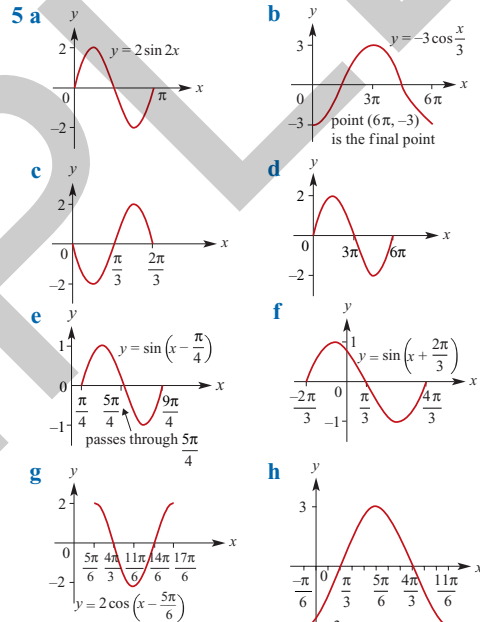 5 a
y
2
y = 2 sin 2x
0
π
x
−2
b
y
y = −3 cos x/3
3
0
3π
6π
x
−3
point (6π, −3)
is the final point
c
y
2
0
π/3
2π/3
x
−2
d
y
2
0
3π
6π
x
−2
e
y
1
y = sin (x − π/4)
0
π/4
5π/4
9π/4
x
−1
passes through 5π/4
f
y
1
y = sin (x + 2π/3)
−2π/3
0
π/3
4π/3
x
−1
g
y
2
0
5π/6
4π/3
11π/6
14π/6
17π/6
x
−2
y = 2 cos (x − 5π/6)
h
y
3
−π/6
0
π/3
5π/6
4π/3
11π/6
x